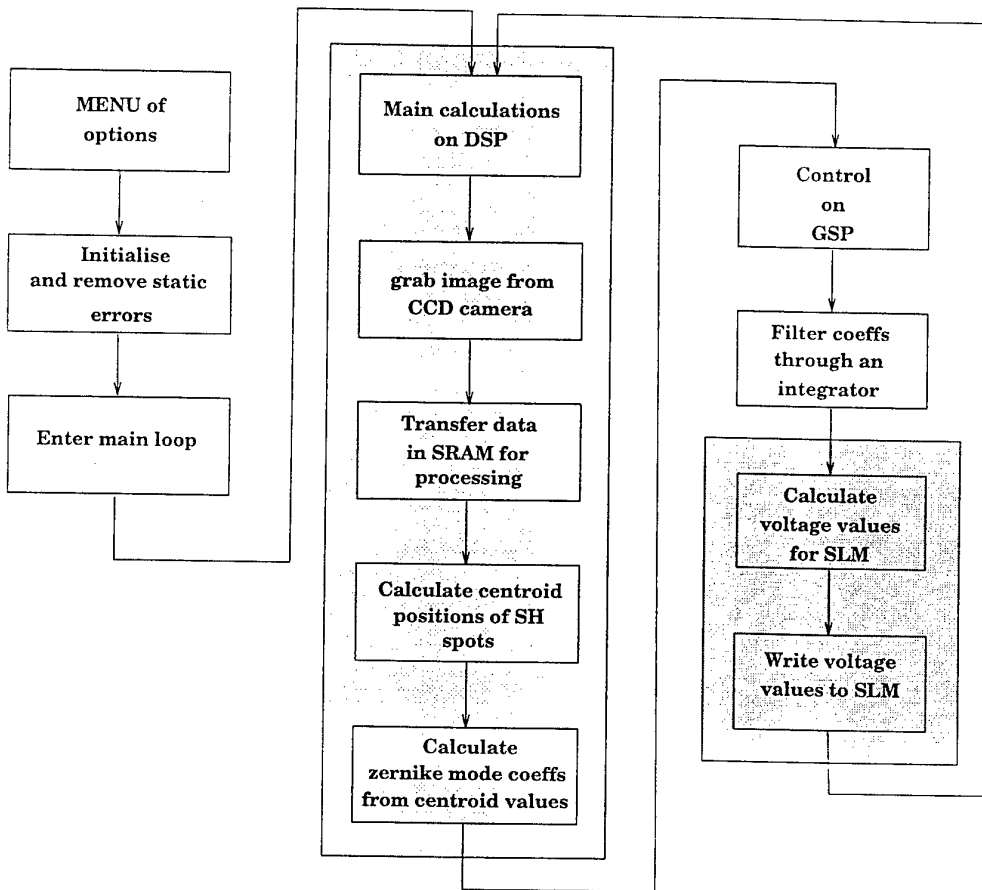 MENU of
options
Initialise
and remove static
errors
Enter main loop
Main calculations
on DSP
grab image from
CCD camera
Transfer data
in SRAM for
processing
Calculate centroid
positions of SH
spots
Calculate
zernike mode coeffs
from centroid values
Control
on
GSP
Filter coeffs
through an
integrator
Calculate
voltage values
for SLM
Write voltage
values to SLM